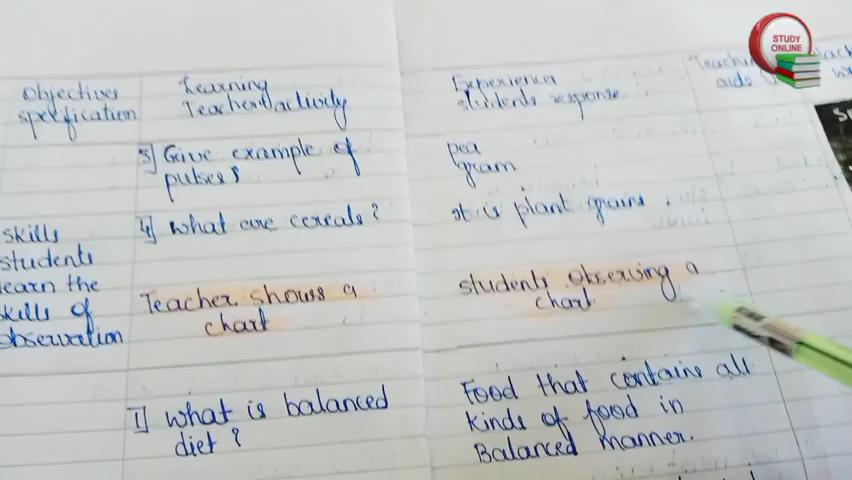 STUDY
ONLINE
Objectives
specification
Learning
Teacher activity
Experiences
students response
Teaching
aids
3] Give example of
pulses
pea
gram
4] What are cereals?
It is plant grains
skills
students
learn the
skills of
observation
Teacher shows a
chart
students observing a
chart
1] What is balanced
diet?
Food that contains all
kinds of food in
Balanced manner.